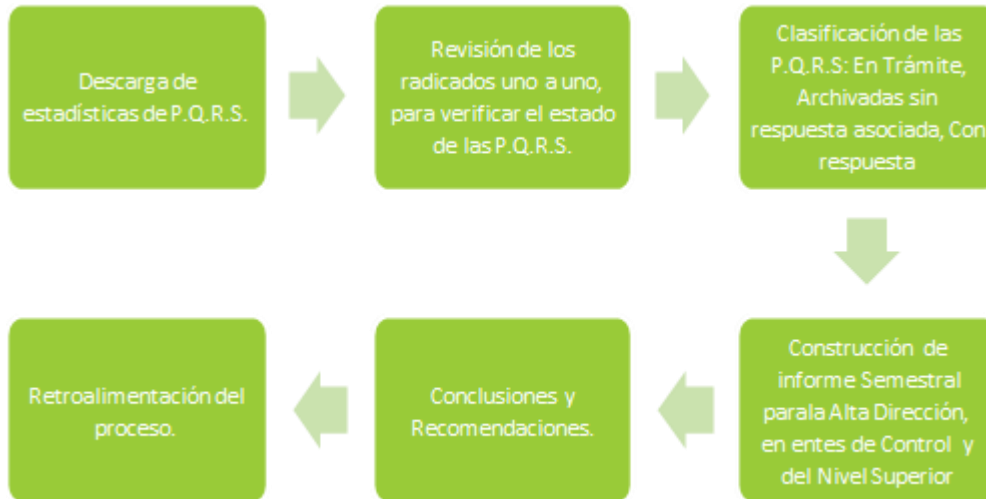 Descarga de
estadísticas de P.Q.R.S.
Revisión de los
radicados uno a uno,
para verificar el estado
de las P.Q.R.S.
Clasificación de las
P.Q.R.S: En Trámite,
Archivadas sin
respuesta asociada, Con
respuesta
Construcción de
informe Semestral
parala Alta Dirección,
en entes de Control y
del Nivel Superior
Conclusiones y
Recomendaciones.
Retroalimentación del
proceso.